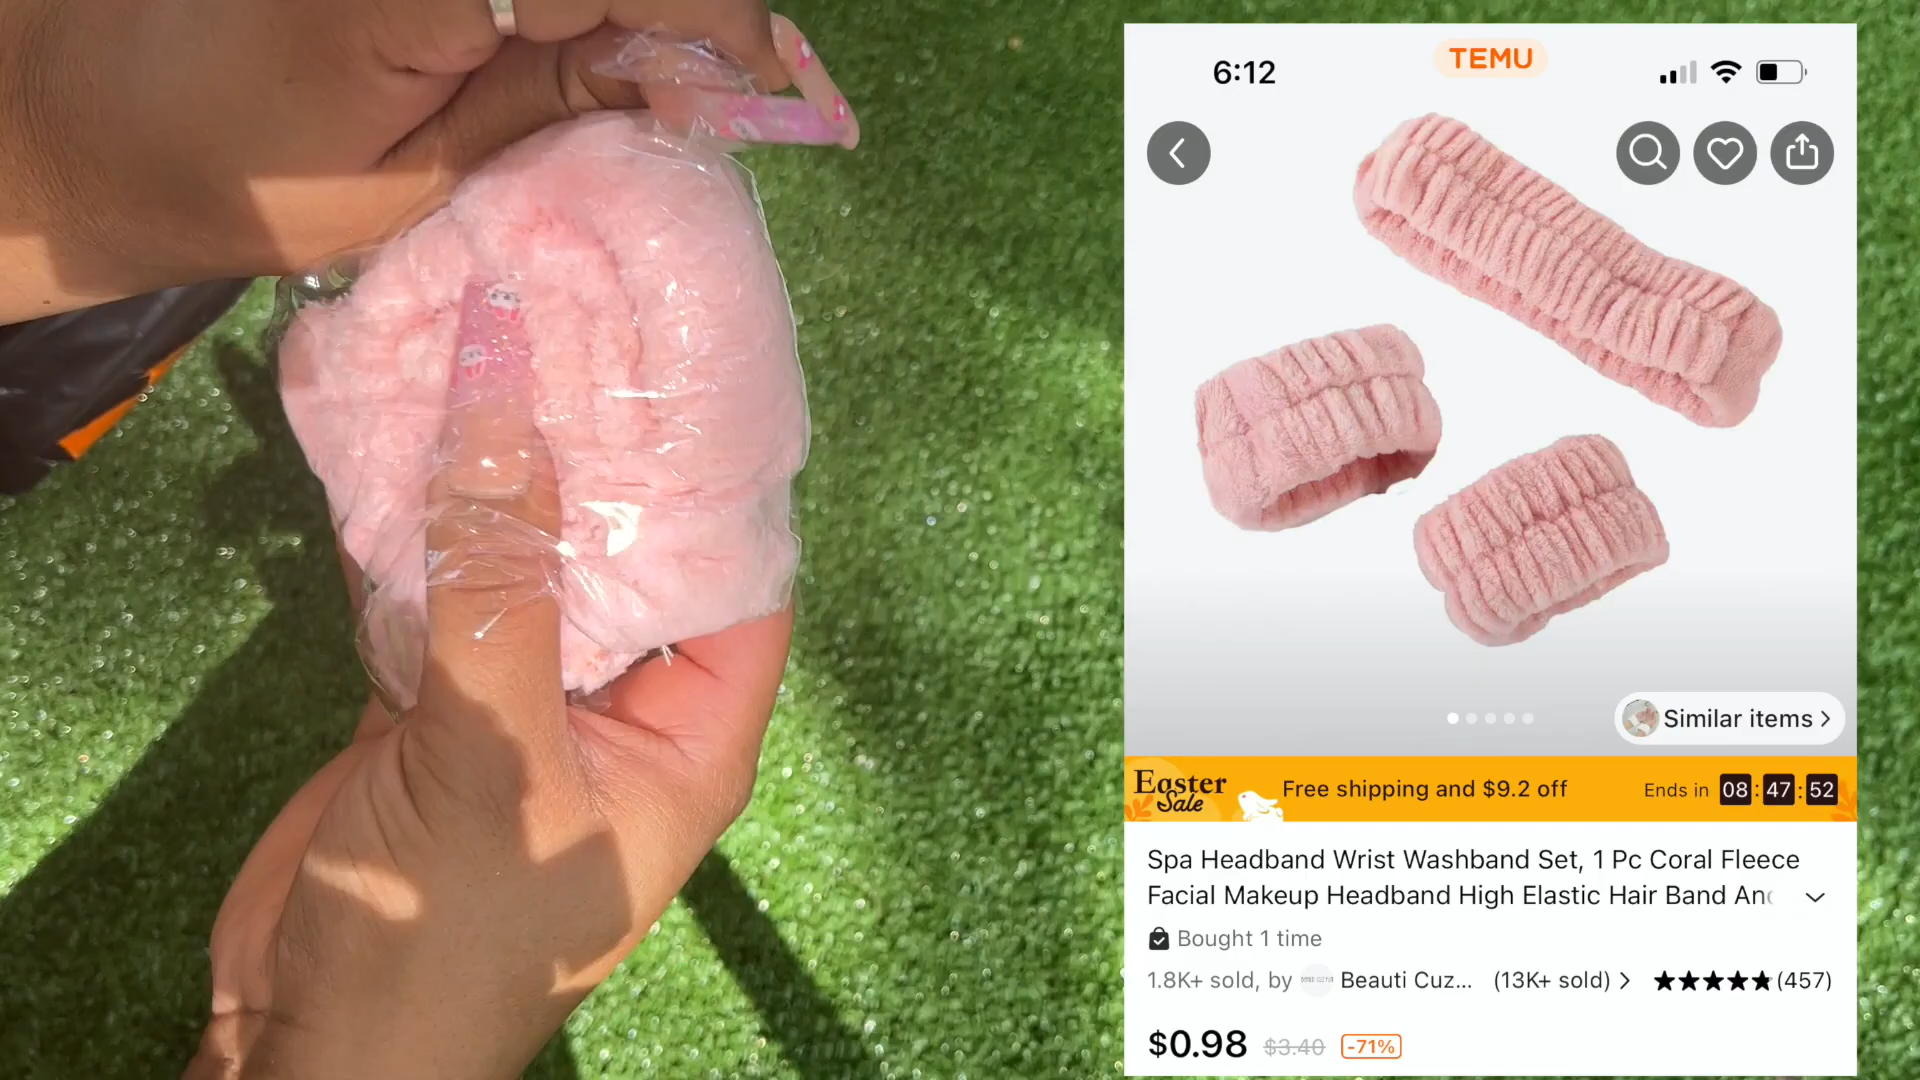 6:12
TEMU
Similar items
Easter Sale
Free shipping and $9.2 off
Ends in 08:47:52
Spa Headband Wrist Washband Set, 1 Pc Coral Fleece
Facial Makeup Headband High Elastic Hair Band And
Bought 1 time
1.8K+ sold, by Beauti Cuz... (13K+ sold) (457)
$0.98 $3.40 -71%